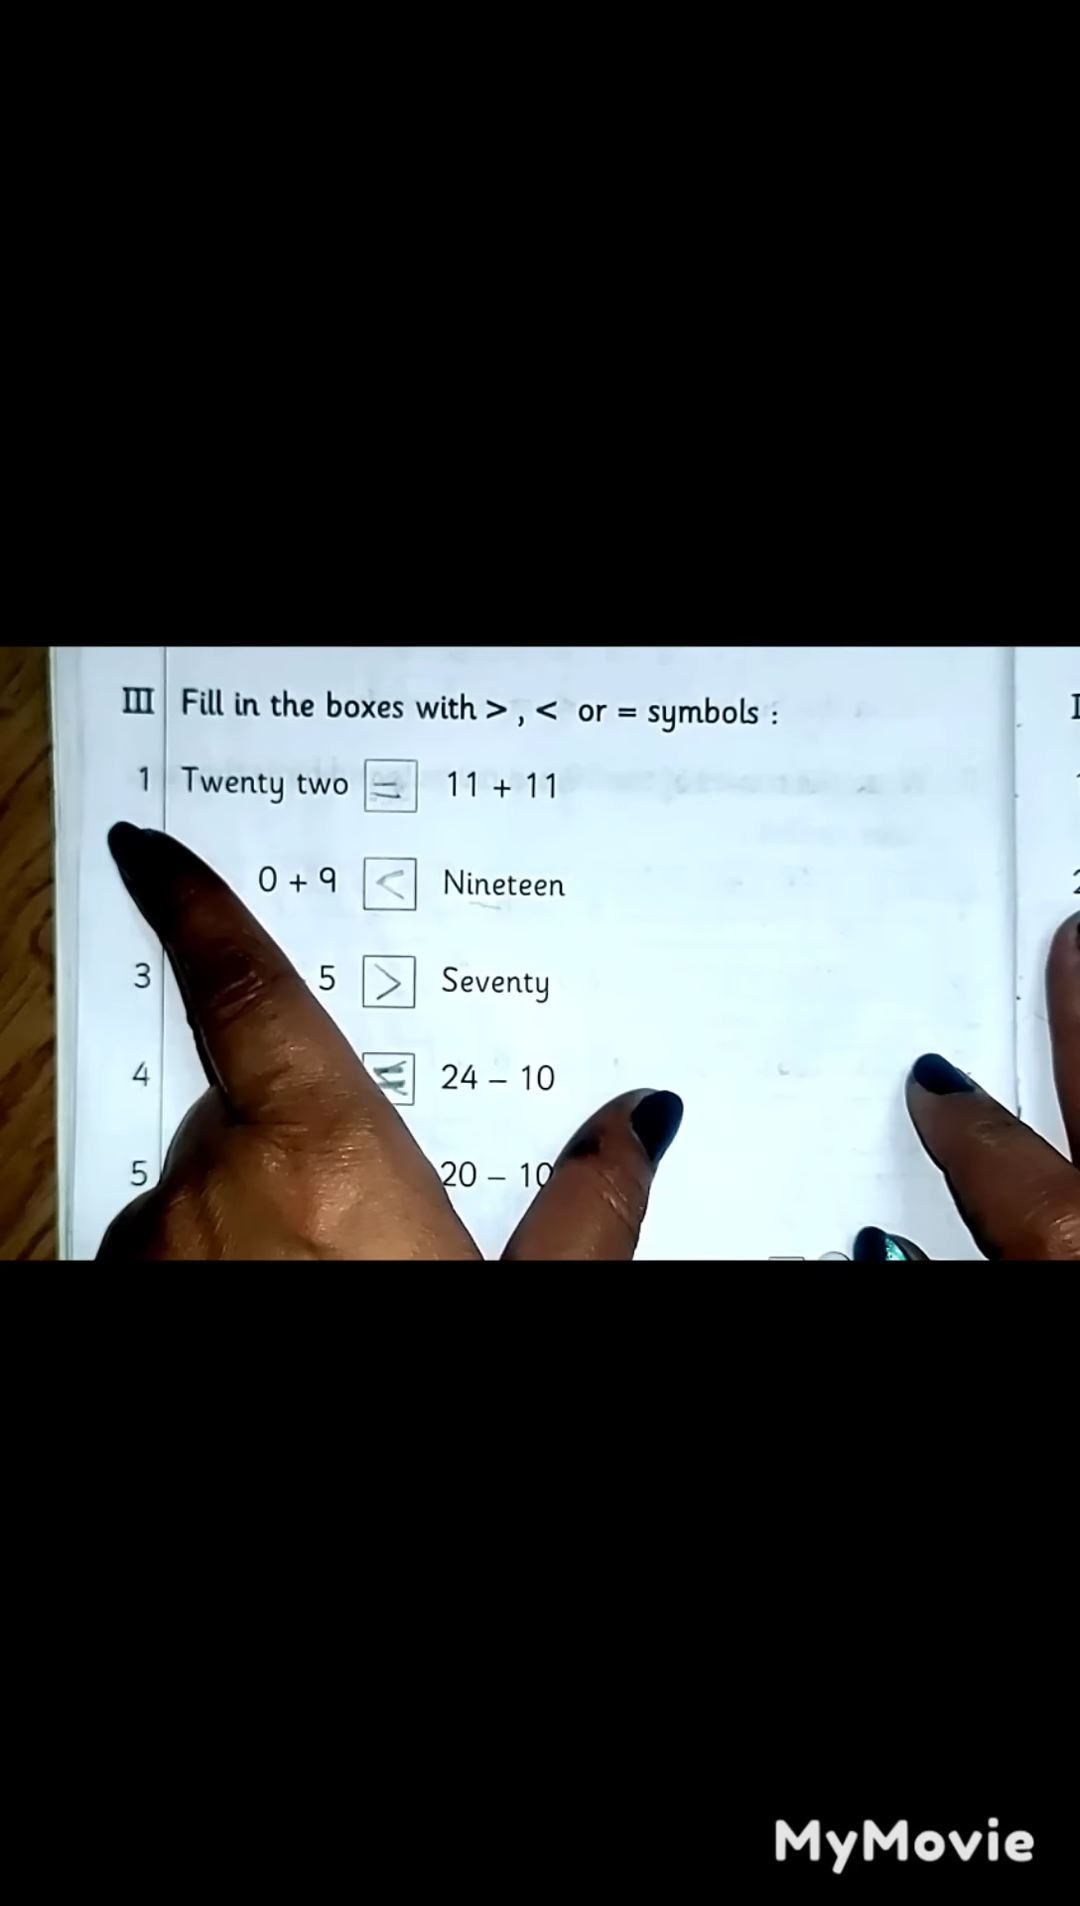 III Fill in the boxes with > , < or = symbols :
1 Twenty two = 11 + 11
0 + 9 < Nineteen
3 5 > Seventy
4 24 – 10
5 20 – 10
MyMovie